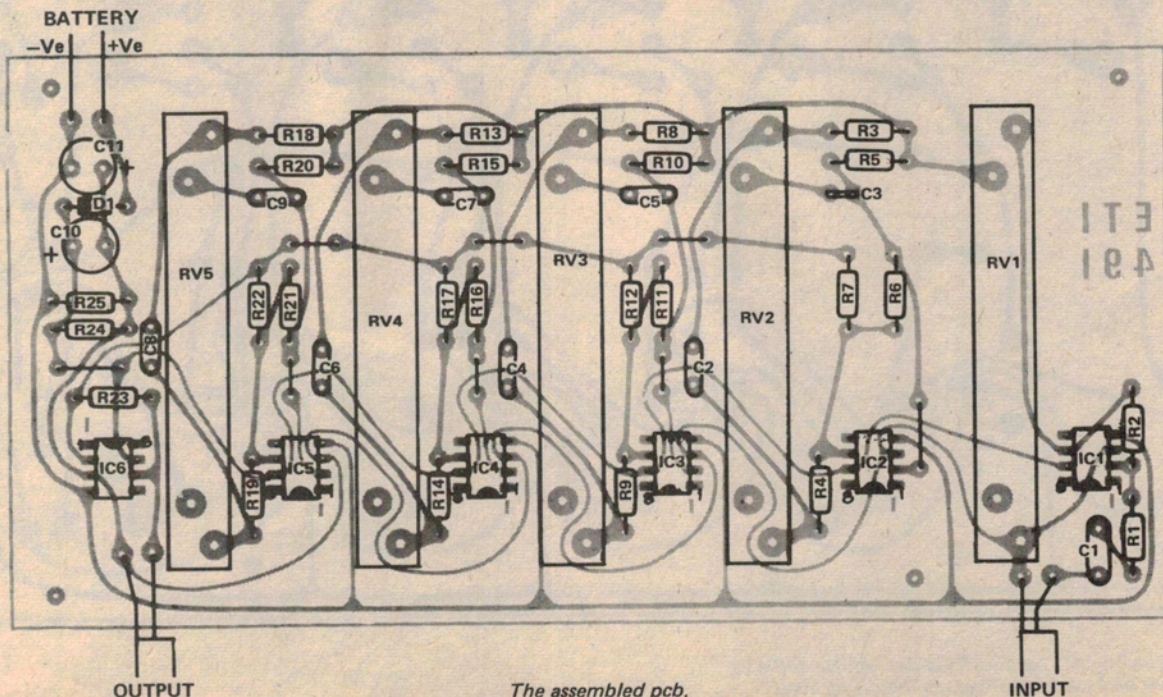 BATTERY
–Ve
+Ve
C11
+
D1
C10
+
R25
R24
C8
R23
IC6
RV5
R18
R20
C9
R22
R21
C6
R19
IC5
RV4
R13
R15
C7
R17
R16
C4
R14
IC4
RV3
R8
R10
C5
R12
R11
C2
R9
IC3
RV2
R3
R5
C3
R7
R6
R4
IC2
RV1
ETI
491
R2
IC1
R1
C1
OUTPUT
The assembled pcb.
INPUT